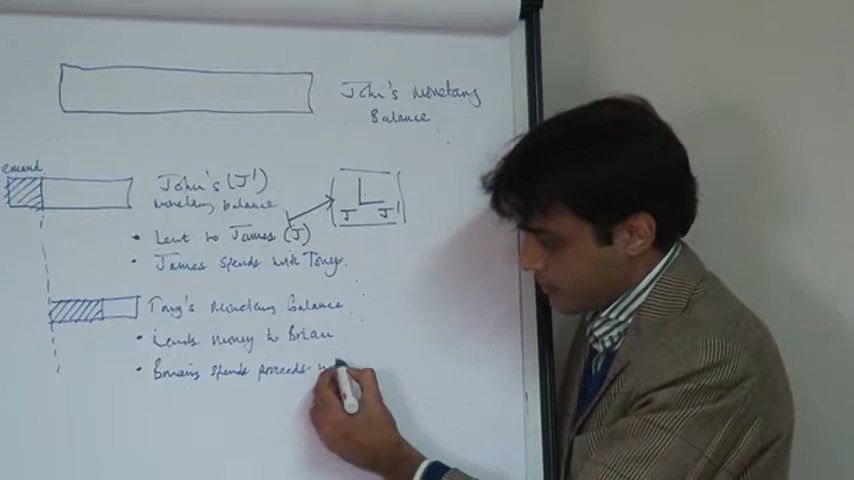 John's monetary
Balance
emand
John's (J')
monetary balance
J J'
• Lent to James (J)
• James spends with Tony.
Tony's Monetary Balance
• Lends money to Brian
• Brians spends proceeds w